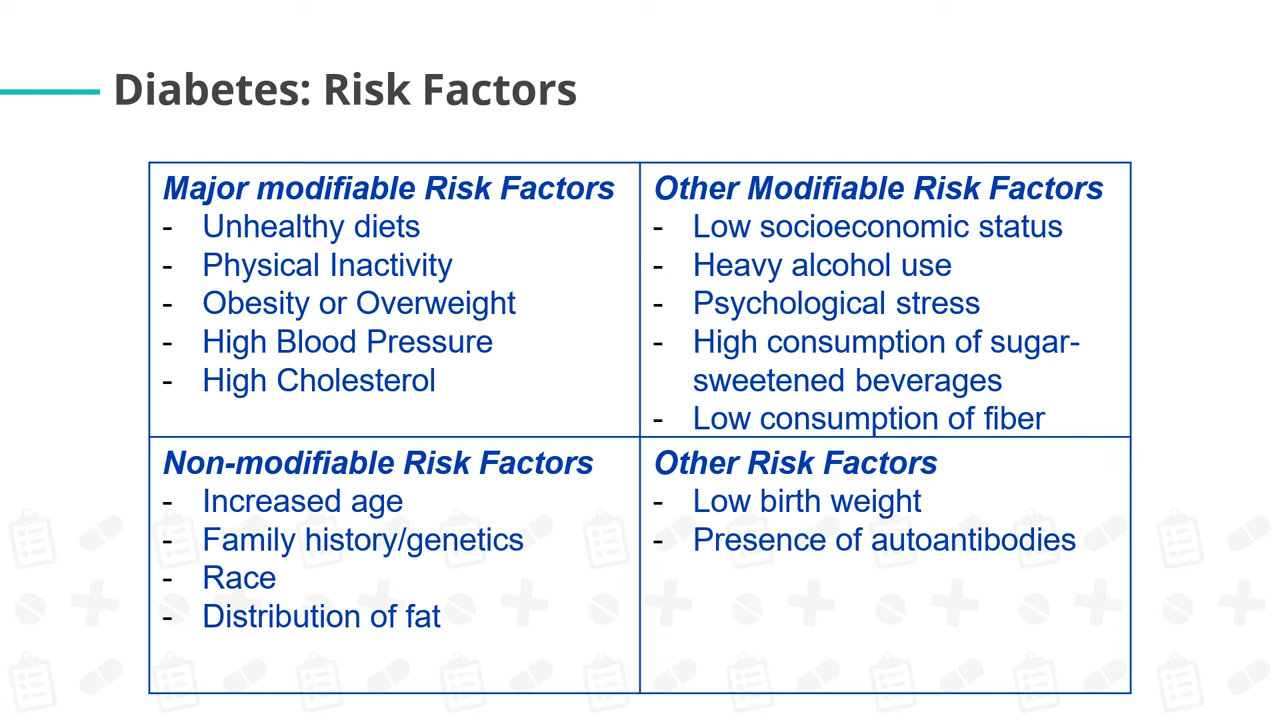 Diabetes: Risk Factors
Major modifiable Risk Factors
- Unhealthy diets
- Physical Inactivity
- Obesity or Overweight
- High Blood Pressure
- High Cholesterol
Other Modifiable Risk Factors
- Low socioeconomic status
- Heavy alcohol use
- Psychological stress
- High consumption of sugar-
sweetened beverages
- Low consumption of fiber
Non-modifiable Risk Factors
- Increased age
- Family history/genetics
- Race
- Distribution of fat
Other Risk Factors
- Low birth weight
- Presence of autoantibodies